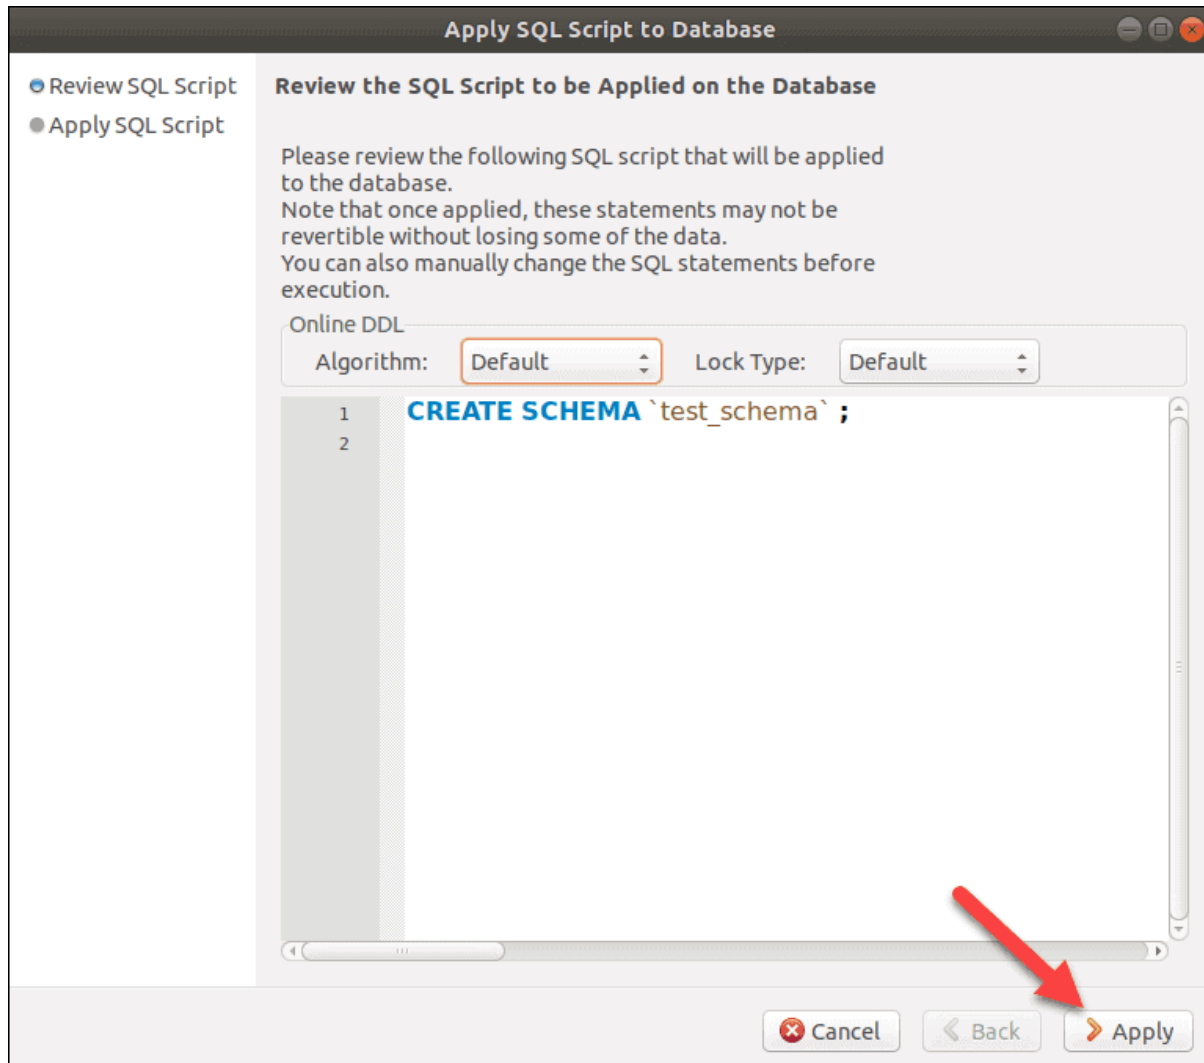 Apply SQL Script to Database
Review SQL Script
Apply SQL Script
Review the SQL Script to be Applied on the Database
Please review the following SQL script that will be applied
to the database.
Note that once applied, these statements may not be
revertible without losing some of the data.
You can also manually change the SQL statements before
execution.
Online DDL
Algorithm: Default Lock Type: Default
1 CREATE SCHEMA `test_schema` ;
2
Cancel Back Apply